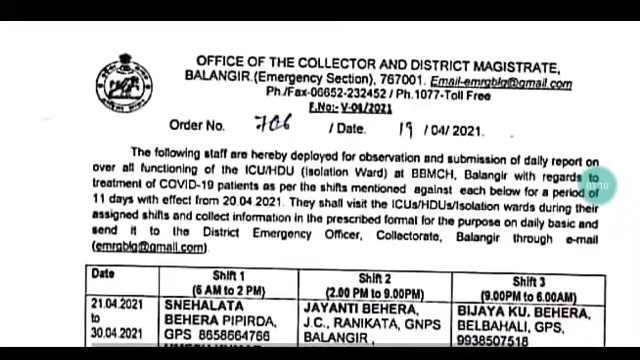 OFFICE OF THE COLLECTOR AND DISTRICT MAGISTRATE,
BALANGIR.(Emergency Section), 767001. Email-emrgblg@gmail.com
Ph./Fax-06652-232452 / Ph.1077-Toll Free
F.No:- V-01/2021
Order No. 706 / Date. 19 /04/2021.
The following staff are hereby deployed for observation and submission of daily report on
over all functioning of the ICU/HDU (Isolation Ward) at BBMCH, Balangir with regards to
treatment of COVID-19 patients as per the shifts mentioned against each below for a period of
11 days with effect from 20.04.2021. They shall visit the ICUs/HDUs/Isolation wards during their
assigned shifts and collect information in the prescribed format for the purpose on daily basic and
send it to the District Emergency Officer, Collectorate, Balangir through e-mail
(emrgblg@gmail.com).
Date Shift 1 Shift 2 Shift 3
(6 AM to 2 PM) (2.00 PM to 9.00PM) (9.00PM to 6.00AM)
21.04.2021 SNEHALATA JAYANTI BEHERA, BIJAYA KU. BEHERA,
to BEHERA PIPIRDA, J.C., RANIKATA, GNPS BELBAHALI, GPS,
30.04.2021 GPS 8658664766 BALANGIR, 9938507518